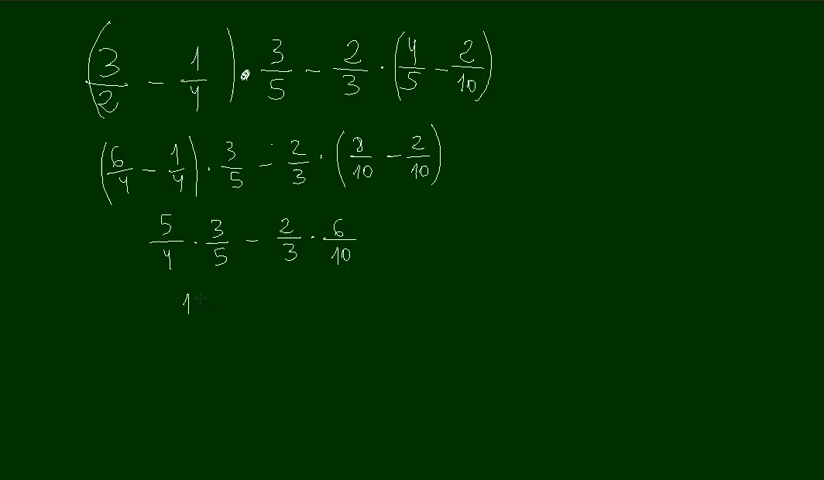 (3/2 - 1/4) · 3/5 - 2/3 · (4/5 - 2/10)
(6/4 - 1/4) · 3/5 - 2/3 · (8/10 - 2/10)
5/4 · 3/5 - 2/3 · 6/10
1